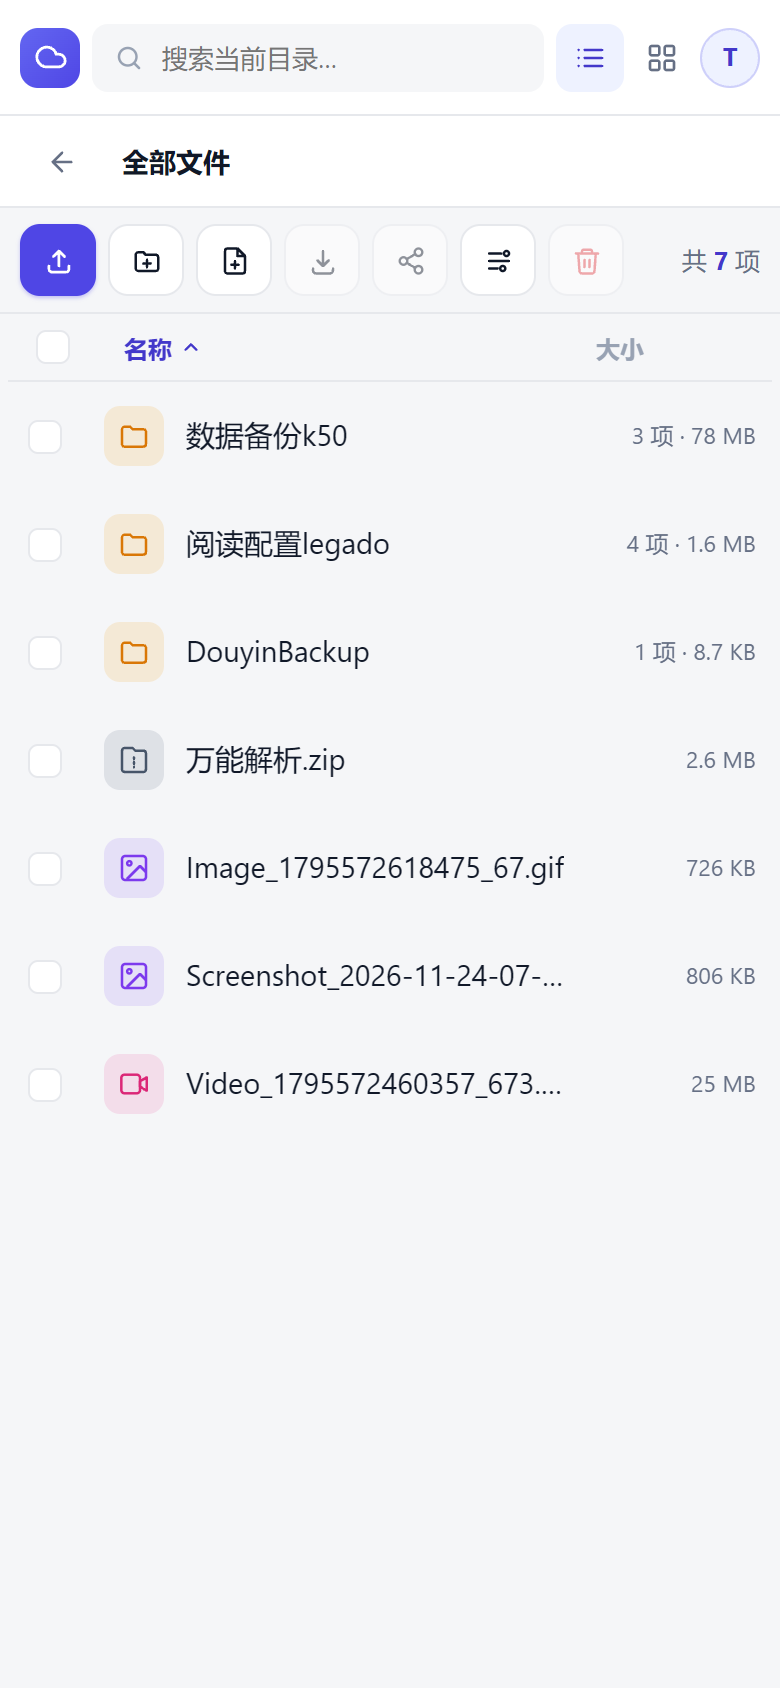 搜索当前目录...
T
全部文件
共 7 项
名称 大小
数据备份k50 3 项 · 78 MB
阅读配置legado 4 项 · 1.6 MB
DouyinBackup 1 项 · 8.7 KB
万能解析.zip 2.6 MB
Image_1795572618475_67.gif 726 KB
Screenshot_2026-11-24-07-... 806 KB
Video_1795572460357_673.... 25 MB